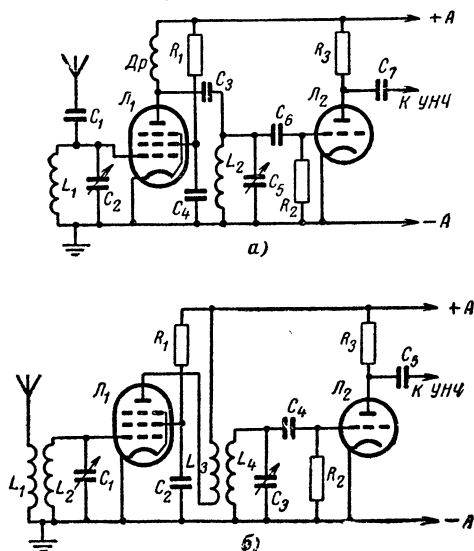 +А
Др
R₁
R₃
C₃
C₇
Л₁
Л₂
C₆
К УНЧ
C₁
L₁
C₂
C₄
L₂
C₅
R₂
−А
а)
+А
R₁
R₃
C₅
Л₁
Л₂
К УНЧ
C₄
L₁
L₂
C₁
C₂
L₃
L₄
C₃
R₂
−А
б)